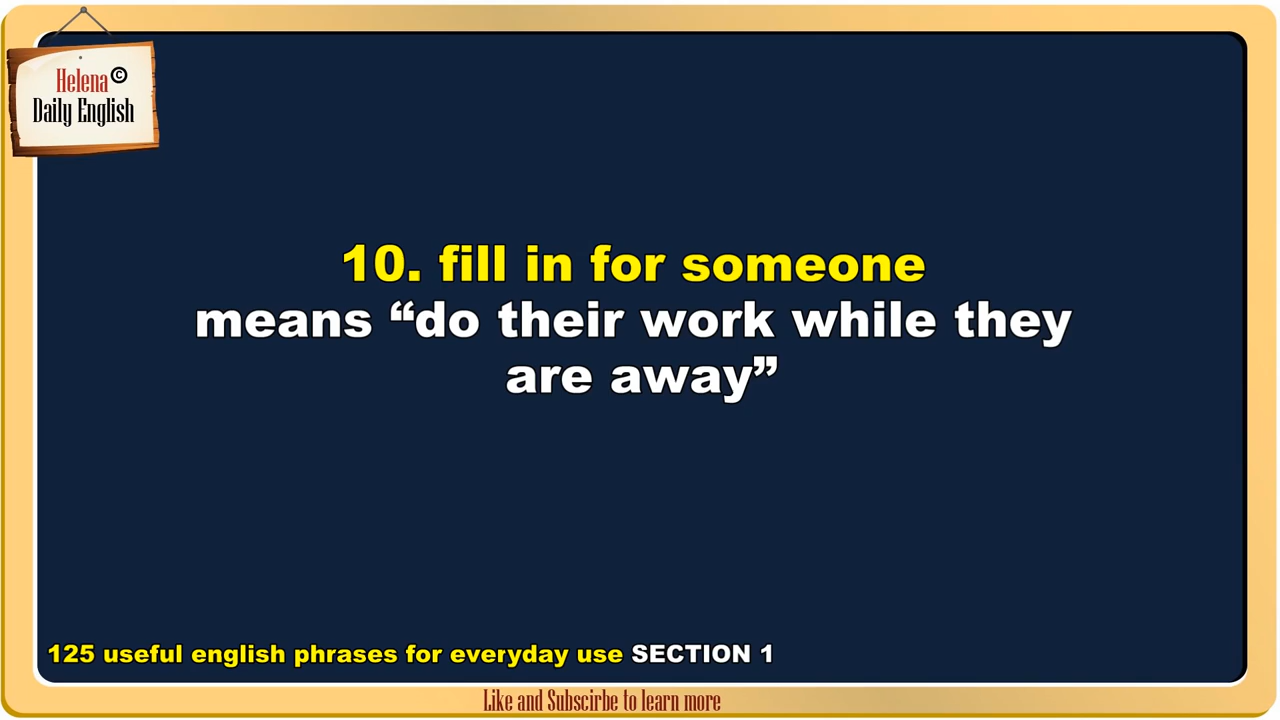 Helena ©
Daily English
10. fill in for someone
means “do their work while they
are away”
125 useful english phrases for everyday use SECTION 1
Like and Subscirbe to learn more